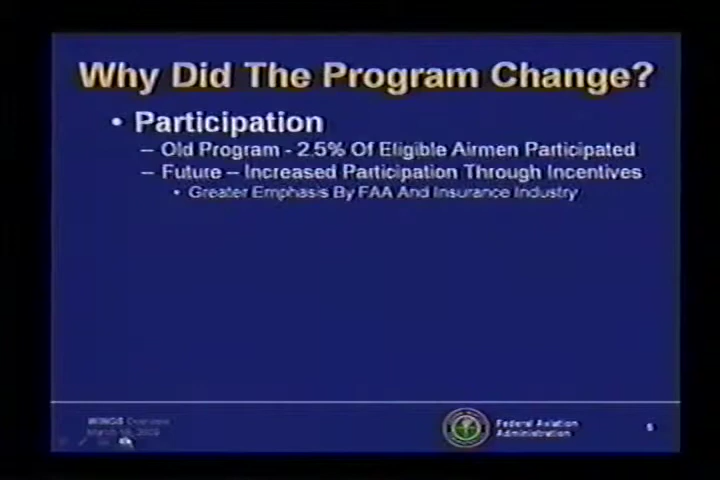 Why Did The Program Change?
• Participation
– Old Program - 2.5% Of Eligible Airmen Participated
– Future – Increased Participation Through Incentives
• Greater Emphasis By FAA And Insurance Industry
WINGS Overview
March
Federal Aviation
Administration